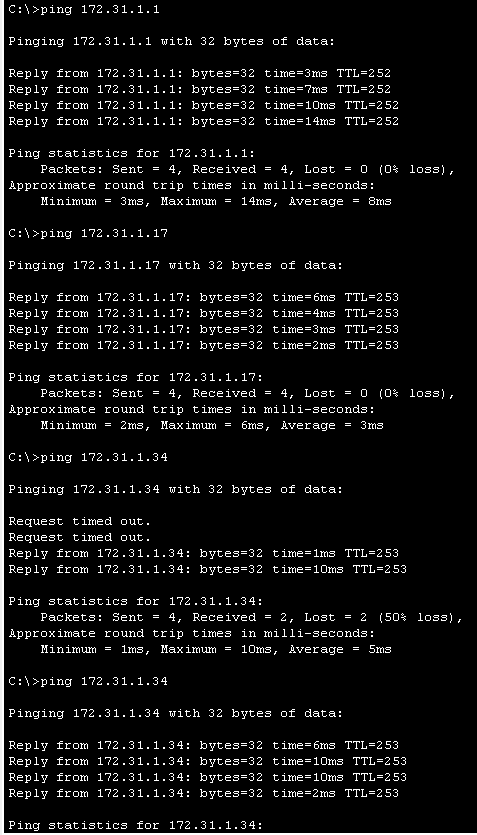 C:\>ping 172.31.1.1
Pinging 172.31.1.1 with 32 bytes of data:
Reply from 172.31.1.1: bytes=32 time=3ms TTL=252
Reply from 172.31.1.1: bytes=32 time=7ms TTL=252
Reply from 172.31.1.1: bytes=32 time=10ms TTL=252
Reply from 172.31.1.1: bytes=32 time=14ms TTL=252
Ping statistics for 172.31.1.1:
Packets: Sent = 4, Received = 4, Lost = 0 (0% loss),
Approximate round trip times in milli-seconds:
Minimum = 3ms, Maximum = 14ms, Average = 8ms
C:\>ping 172.31.1.17
Pinging 172.31.1.17 with 32 bytes of data:
Reply from 172.31.1.17: bytes=32 time=6ms TTL=253
Reply from 172.31.1.17: bytes=32 time=4ms TTL=253
Reply from 172.31.1.17: bytes=32 time=3ms TTL=253
Reply from 172.31.1.17: bytes=32 time=2ms TTL=253
Ping statistics for 172.31.1.17:
Packets: Sent = 4, Received = 4, Lost = 0 (0% loss),
Approximate round trip times in milli-seconds:
Minimum = 2ms, Maximum = 6ms, Average = 3ms
C:\>ping 172.31.1.34
Pinging 172.31.1.34 with 32 bytes of data:
Request timed out.
Request timed out.
Reply from 172.31.1.34: bytes=32 time=1ms TTL=253
Reply from 172.31.1.34: bytes=32 time=10ms TTL=253
Ping statistics for 172.31.1.34:
Packets: Sent = 4, Received = 2, Lost = 2 (50% loss),
Approximate round trip times in milli-seconds:
Minimum = 1ms, Maximum = 10ms, Average = 5ms
C:\>ping 172.31.1.34
Pinging 172.31.1.34 with 32 bytes of data:
Reply from 172.31.1.34: bytes=32 time=6ms TTL=253
Reply from 172.31.1.34: bytes=32 time=10ms TTL=253
Reply from 172.31.1.34: bytes=32 time=10ms TTL=253
Reply from 172.31.1.34: bytes=32 time=2ms TTL=253
Ping statistics for 172.31.1.34: